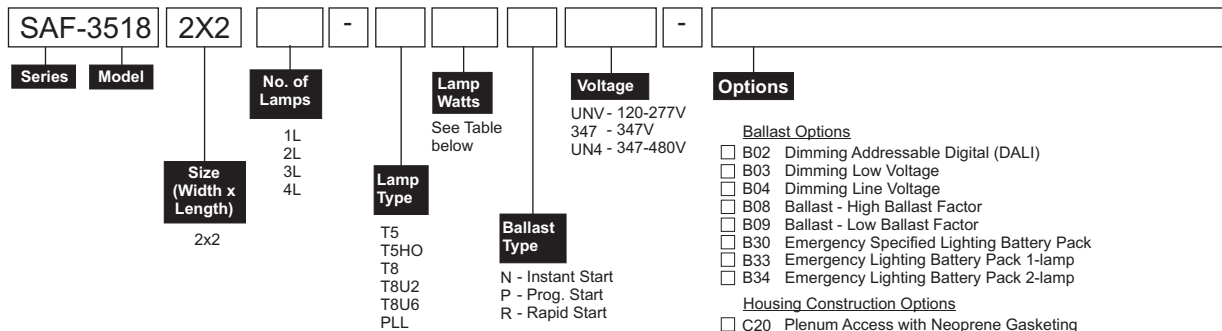 SAF-3518 2X2 - -
Series Model
No. of Lamps
1L
2L
3L
4L
Size (Width x Length)
2x2
Lamp Type
T5
T5HO
T8
T8U2
T8U6
PLL
Lamp Watts
See Table below
Ballast Type
N - Instant Start
P - Prog. Start
R - Rapid Start
Voltage
UNV - 120-277V
347 - 347V
UN4 - 347-480V
Options
Ballast Options
B02 Dimming Addressable Digital (DALI)
B03 Dimming Low Voltage
B04 Dimming Line Voltage
B08 Ballast - High Ballast Factor
B09 Ballast - Low Ballast Factor
B30 Emergency Specified Lighting Battery Pack
B33 Emergency Lighting Battery Pack 1-lamp
B34 Emergency Lighting Battery Pack 2-lamp
Housing Construction Options
C20 Plenum Access with Neoprene Gasketing